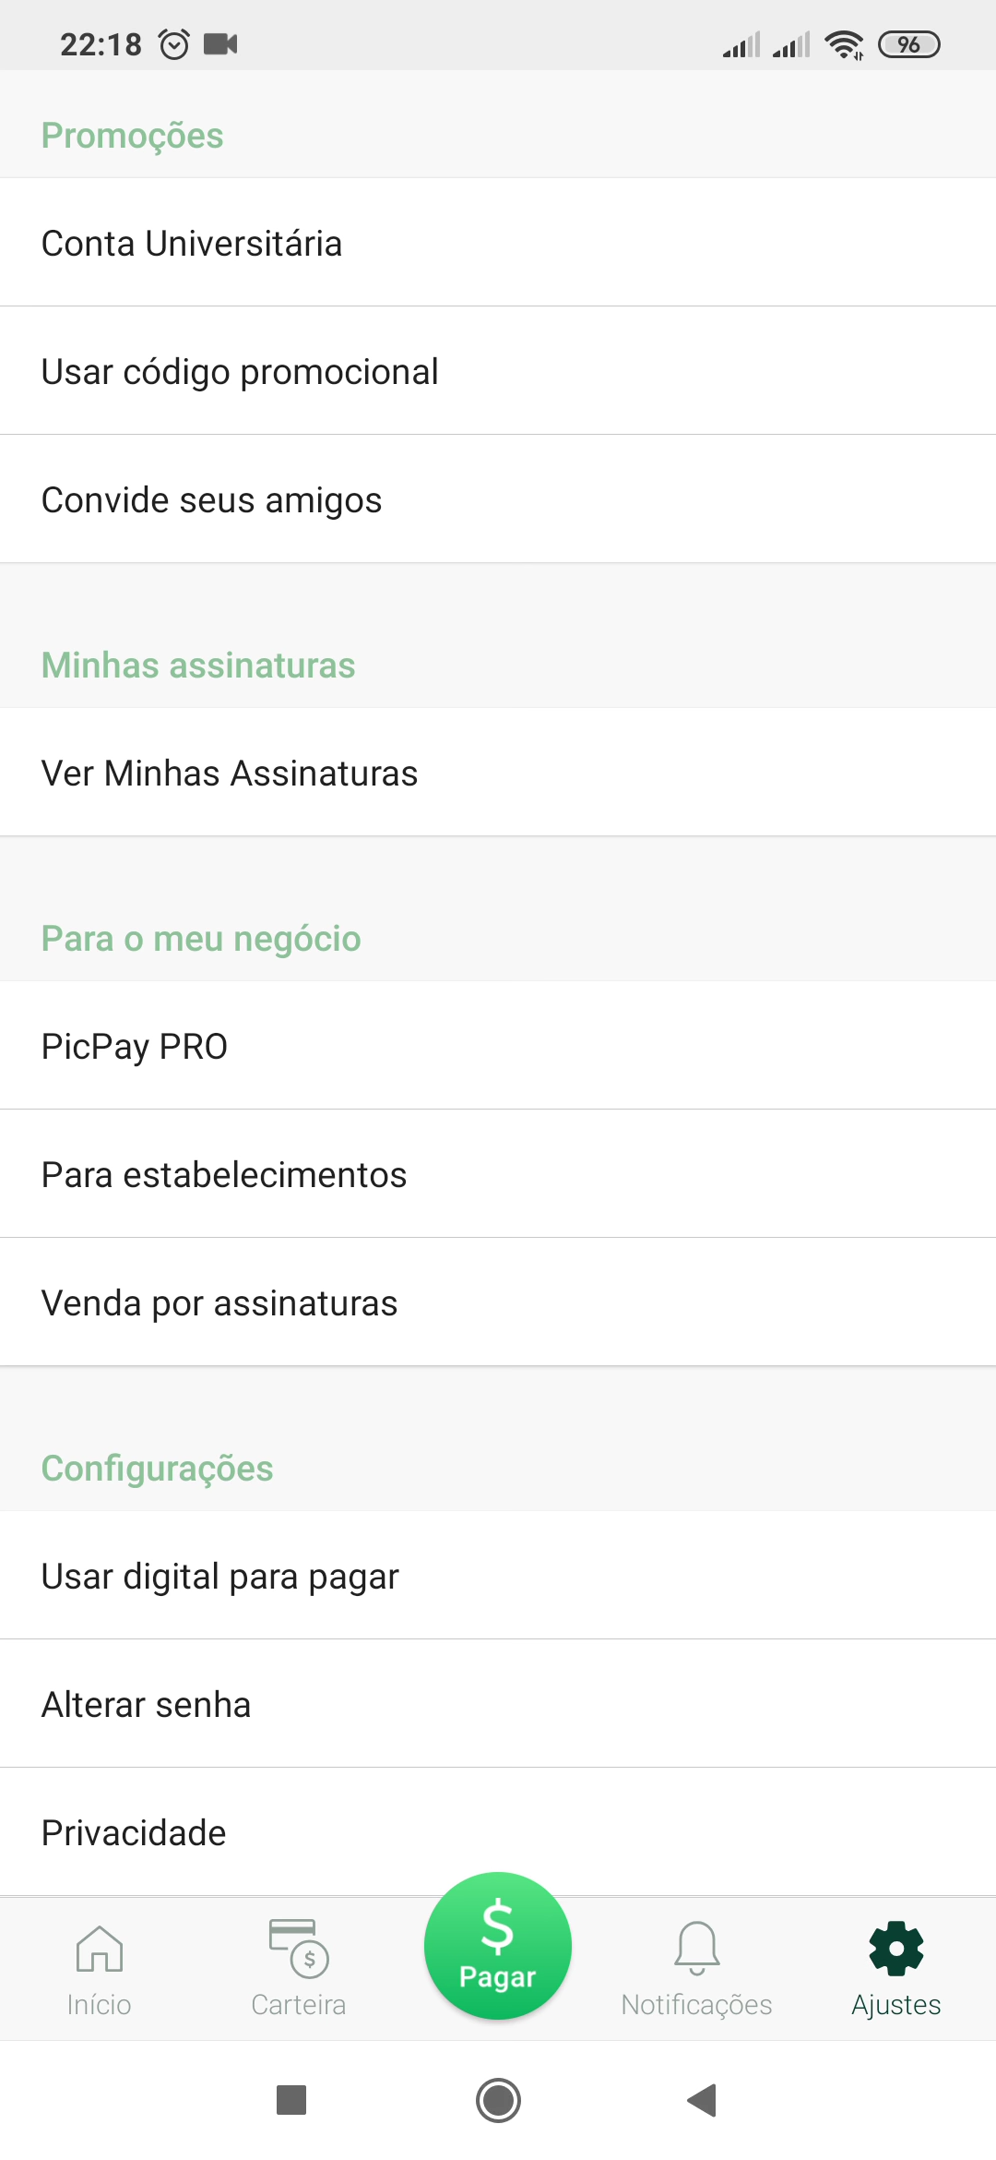 22:18
96
Promoções
Conta Universitária
Usar código promocional
Convide seus amigos
Minhas assinaturas
Ver Minhas Assinaturas
Para o meu negócio
PicPay PRO
Para estabelecimentos
Venda por assinaturas
Configurações
Usar digital para pagar
Alterar senha
Privacidade
$
$
Pagar
Início
Carteira
Notificações
Ajustes